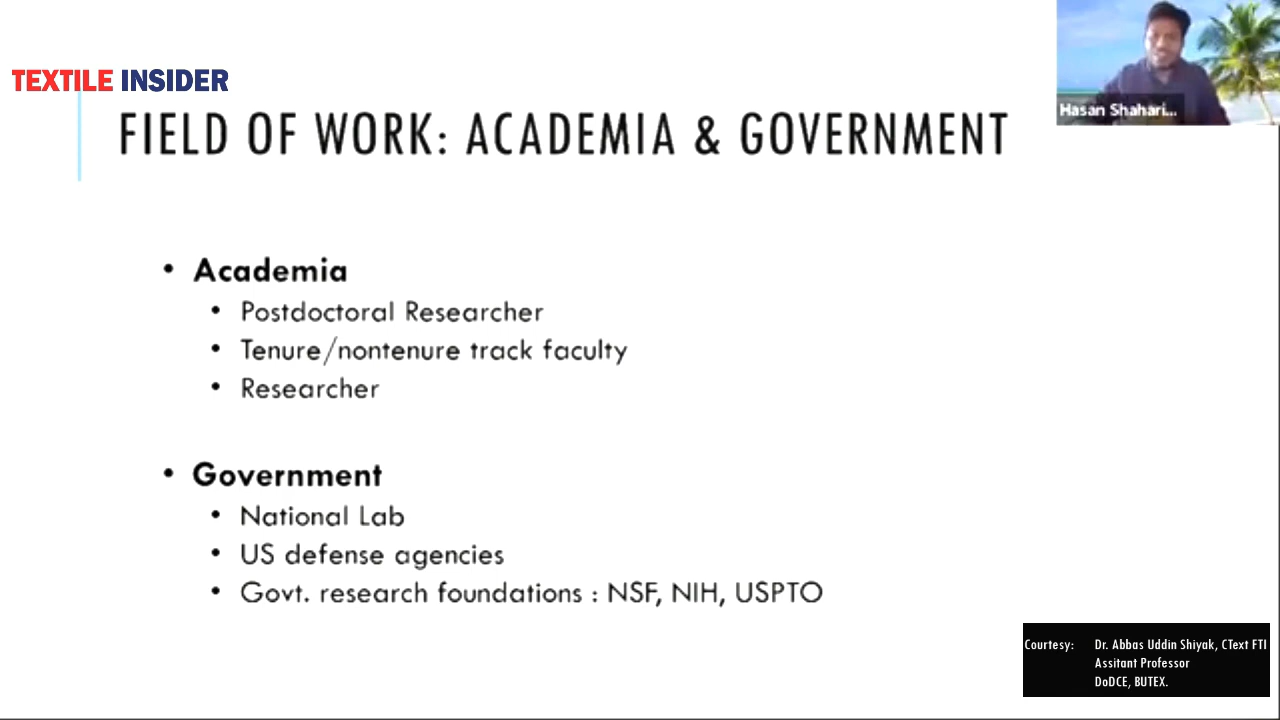 TEXTILE INSIDER
FIELD OF WORK: ACADEMIA & GOVERNMENT
Hasan Shahari...
• Academia
• Postdoctoral Researcher
• Tenure/nontenure track faculty
• Researcher
• Government
• National Lab
• US defense agencies
• Govt. research foundations : NSF, NIH, USPTO
Courtesy: Dr. Abbas Uddin Shiyak, CText FTI
Assitant Professor
DoDCE, BUTEX.